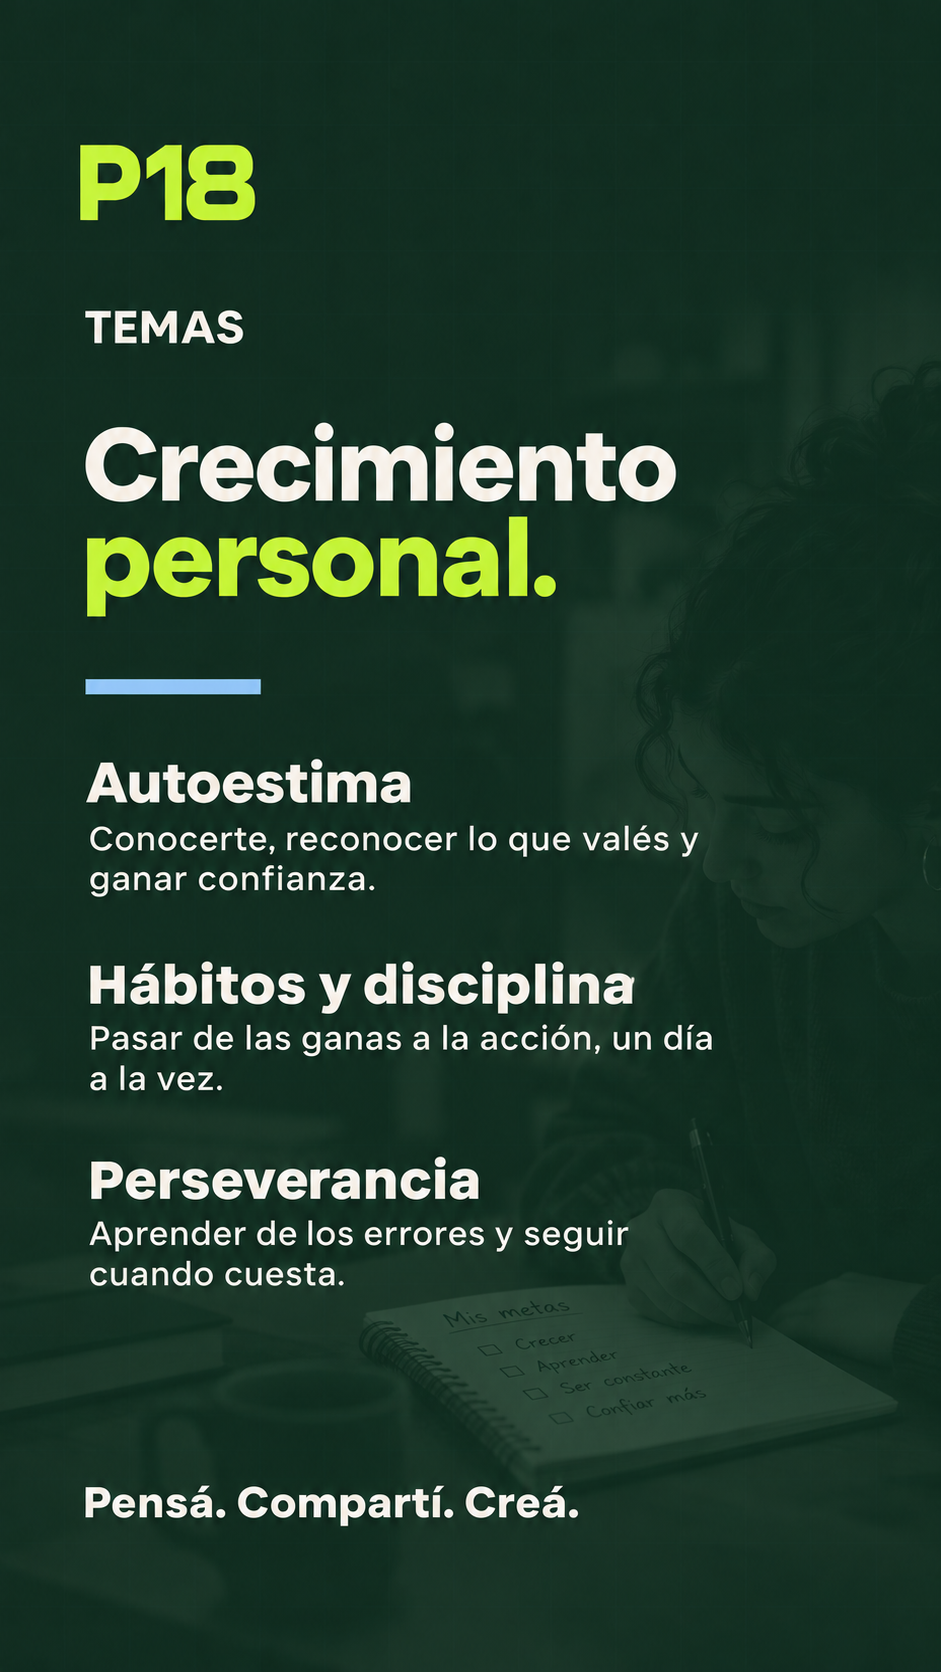 P18
TEMAS
Crecimiento
personal.
Autoestima
Conocerte, reconocer lo que valés y
ganar confianza.
Hábitos y disciplina
Pasar de las ganas a la acción, un día
a la vez.
Perseverancia
Aprender de los errores y seguir
cuando cuesta.
Mis metas
Crecer
Aprender
Ser constante
Confiar más
Pensá. Compartí. Creá.